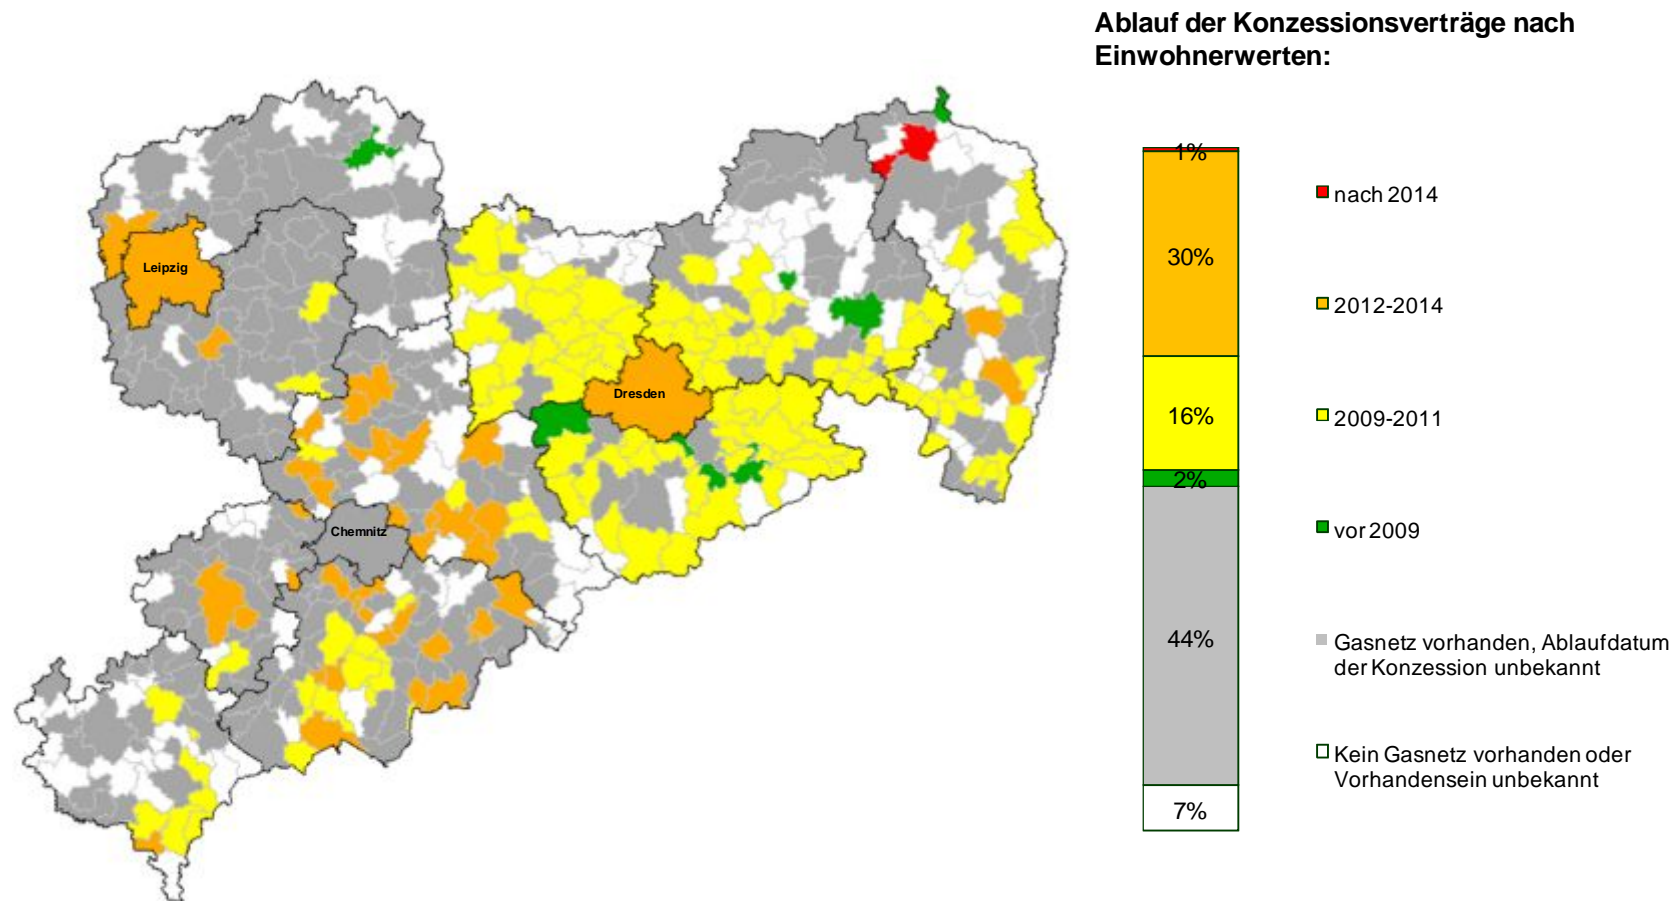 Ablauf der Konzessionsverträge nach
Einwohnerwerten:
Leipzig
Dresden
Chemnitz
1%
30%
16%
2%
44%
7%
nach 2014
2012-2014
2009-2011
vor 2009
Gasnetz vorhanden, Ablaufdatum
der Konzession unbekannt
Kein Gasnetz vorhanden oder
Vorhandensein unbekannt